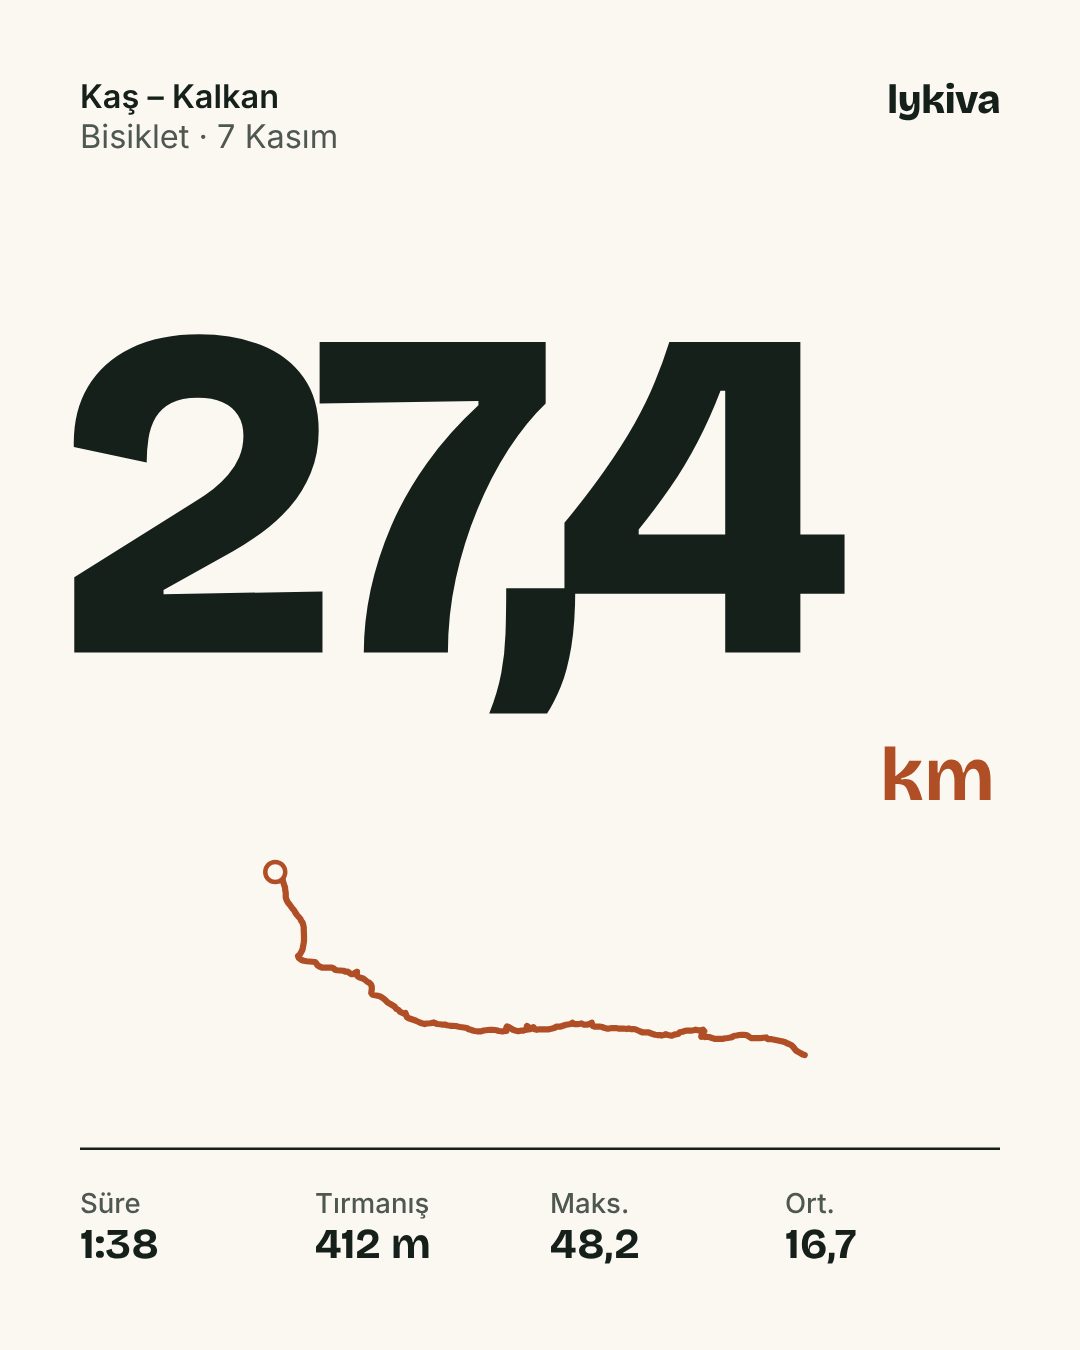 Kaş – Kalkan
Bisiklet · 7 Kasım
lykiva
27,4
km
Süre
1:38
Tırmanış
412 m
Maks.
48,2
Ort.
16,7